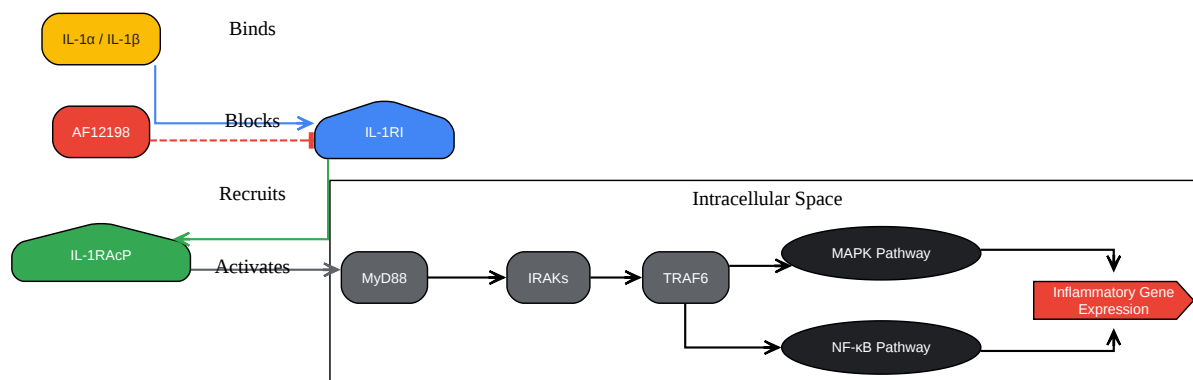 IL-1α / IL-1β
Binds
AF12198
Blocks
IL-1RI
Recruits
Intracellular Space
IL-1RAcP
Activates
MyD88
IRAKs
TRAF6
MAPK Pathway
Inflammatory Gene
Expression
NF-κB Pathway